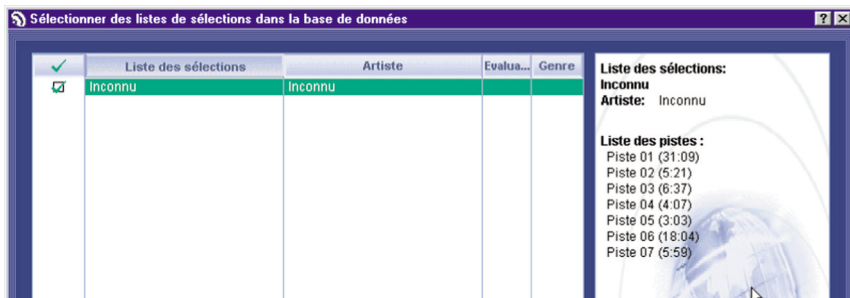 Sélectionner des listes de sélections dans la base de données
Liste des sélections Artiste Evalua... Genre
Inconnu Inconnu
Liste des sélections:
Inconnu
Artiste: Inconnu
Liste des pistes :
Piste 01 (31:09)
Piste 02 (5:21)
Piste 03 (6:37)
Piste 04 (4:07)
Piste 05 (3:03)
Piste 06 (18:04)
Piste 07 (5:59)